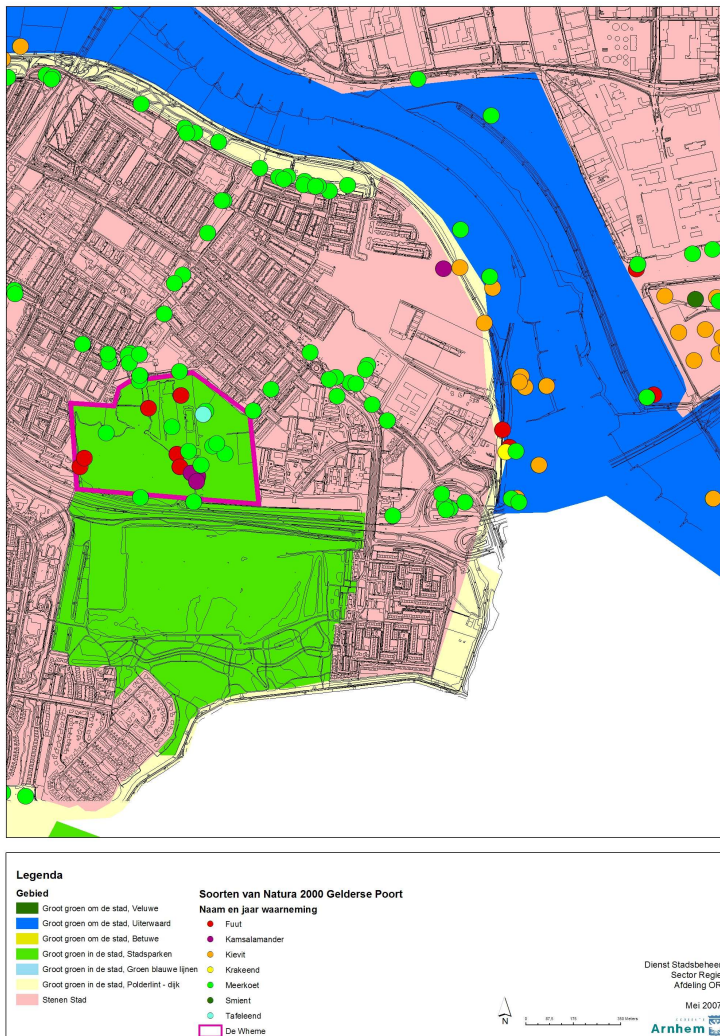 Legenda
Gebied
Groot groen om de stad, Veluwe
Groot groen om de stad, Uiterwaard
Groot groen om de stad, Betuwe
Groot groen in de stad, Stadsparken
Groot groen in de stad, Groen blauwe lijnen
Groot groen in de stad, Polderlint - dijk
Stenen Stad
Soorten van Natura 2000 Gelderse Poort
Naam en jaar waarneming
Fuut
Kamsalamander
Kievit
Krakeend
Meerkoet
Smient
Tafeleend
De Wheme
N
Dienst Stadsbeheer
Sector Regie
Afdeling OR
Mei 2007
Arnhem